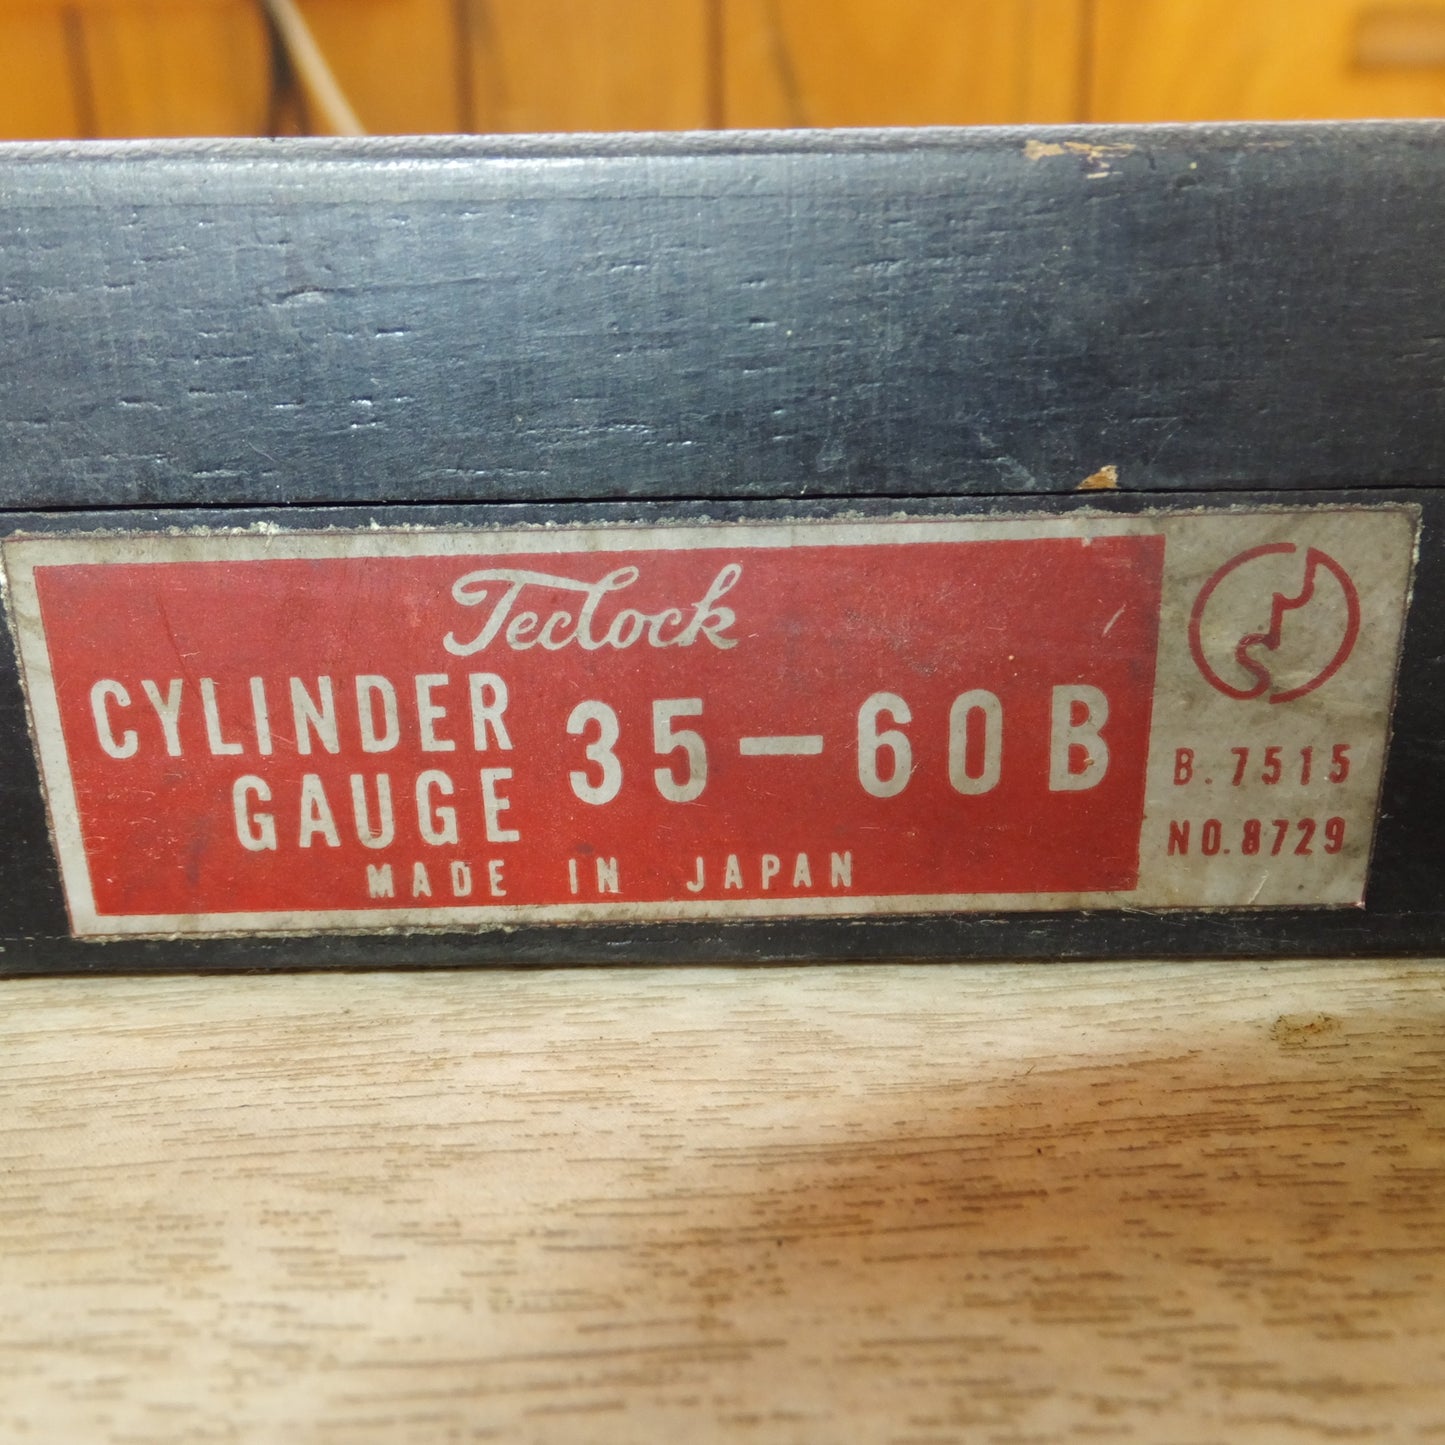 Teclock
CYLINDER GAUGE 35-60B
MADE IN JAPAN
B. 7515
NO. 8729